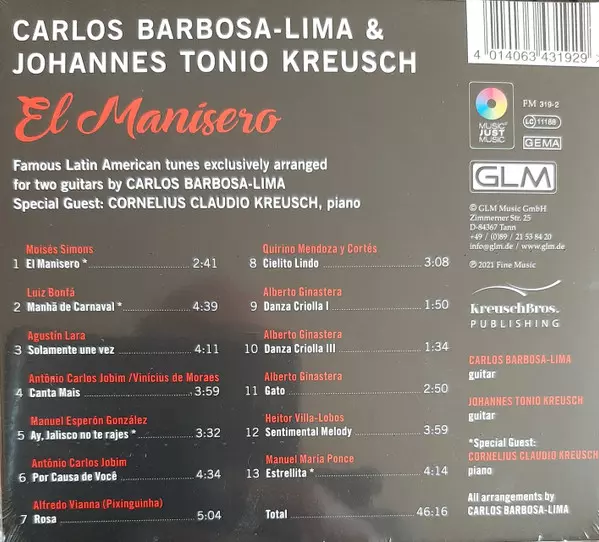 CARLOS BARBOSA-LIMA &
JOHANNES TONIO KREUSCH
El Manisero
Famous Latin American tunes exclusively arranged
for two guitars by CARLOS BARBOSA-LIMA
Special Guest: CORNELIUS CLAUDIO KREUSCH, piano
Moisés Simons
1 El Manisero * 2:41
Luiz Bonfá
2 Manhã de Carnaval * 4:39
Agustín Lara
3 Solamente une vez 4:11
Antônio Carlos Jobim /Vinícius de Moraes
4 Canta Mais 3:59
Manuel Esperón González
5 Ay, Jalisco no te rajes * 3:32
Antônio Carlos Jobim
6 Por Causa de Você 4:34
Alfredo Vianna (Pixinguinha)
7 Rosa 5:04
Quirino Mendoza y Cortés
8 Cielito Lindo 3:08
Alberto Ginastera
9 Danza Criolla I 1:50
Alberto Ginastera
10 Danza Criolla III 1:34
Alberto Ginastera
11 Gato 2:50
Heitor Villa-Lobos
12 Sentimental Melody 3:59
Manuel María Ponce
13 Estrellita * 4:14
Total 46:16
4 014063 431929 >
MUSIC
JUST
MUSIC
FM 319-2
LC 11188
GEMA
GLM
© GLM Music GmbH
Zimmerner Str. 25
D-84367 Tann
+49 / (0)89 / 21 53 84 20
info@glm.de / www.glm.de
℗ 2021 Fine Music
KreuschBros.
PUBLISHING
CARLOS BARBOSA-LIMA
guitar
JOHANNES TONIO KREUSCH
guitar
*Special Guest:
CORNELIUS CLAUDIO KREUSCH
piano
All arrangements by
CARLOS BARBOSA-LIMA